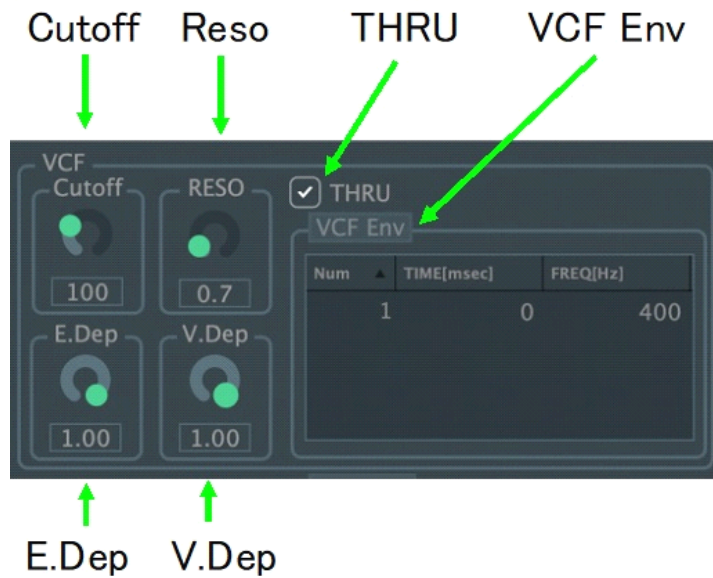 Cutoff Reso THRU VCF Env
VCF
Cutoff RESO THRU
VCF Env
100 0.7
Num TIME[msec] FREQ[Hz]
1 0 400
E.Dep V.Dep
1.00 1.00
E.Dep V.Dep